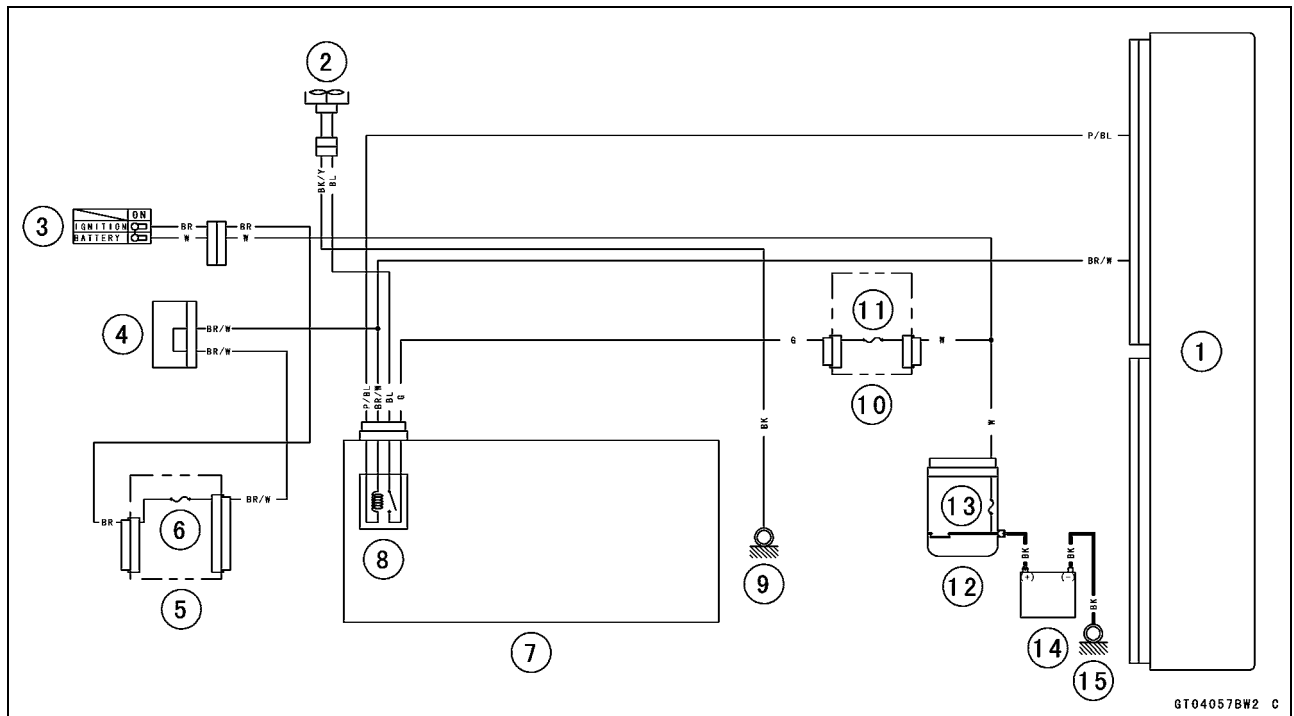 2
P/BL
BK/Y
BL
3
ON
IGNITION
BATTERY
BR
W
BR
W
BR/W
4
BR/W
BR/W
11
1
G
W
10
P/BL
BR/W
BL
G
BK
W
BR
6
BR/W
13
8
9
12
BK
BK
(+)
(-)
BK
5
7
14
15
GT04057BW2 C